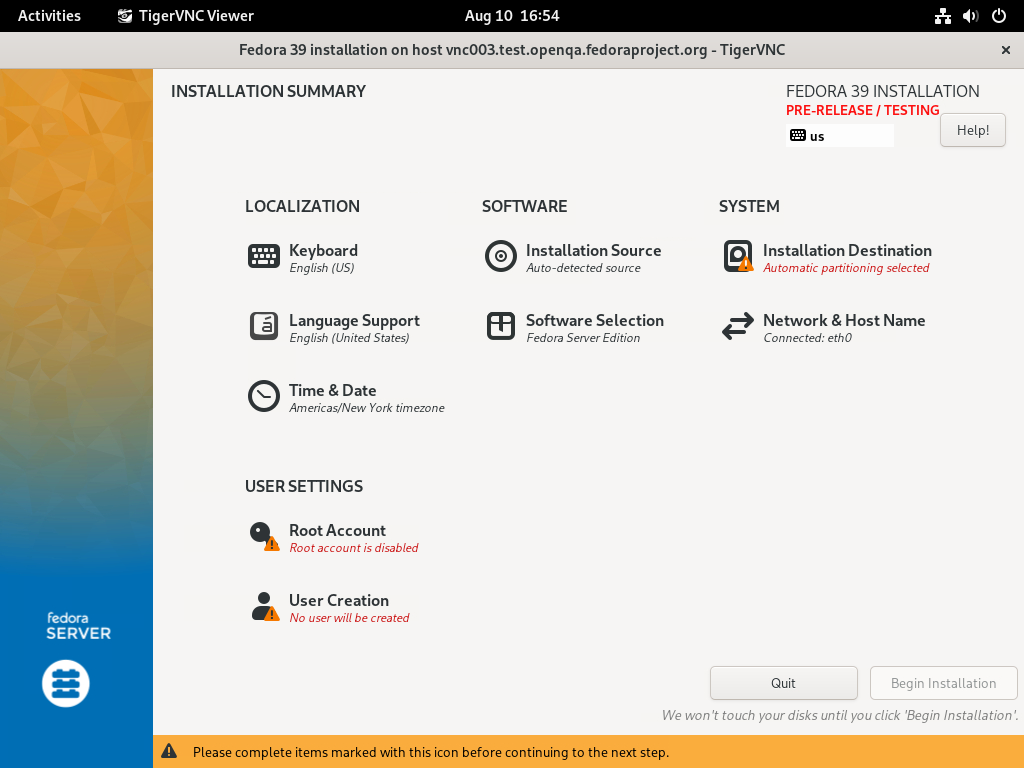 Activities TigerVNC Viewer Aug 10 16:54
Fedora 39 installation on host vnc003.test.openqa.fedoraproject.org - TigerVNC
INSTALLATION SUMMARY
FEDORA 39 INSTALLATION
PRE-RELEASE / TESTING
us
Help!
LOCALIZATION
Keyboard
English (US)
á
Language Support
English (United States)
Time & Date
Americas/New York timezone
SOFTWARE
Installation Source
Auto-detected source
Software Selection
Fedora Server Edition
SYSTEM
Installation Destination
Automatic partitioning selected
Network & Host Name
Connected: eth0
USER SETTINGS
Root Account
Root account is disabled
User Creation
No user will be created
fedora
SERVER
Quit
Begin Installation
We won't touch your disks until you click 'Begin Installation'.
Please complete items marked with this icon before continuing to the next step.